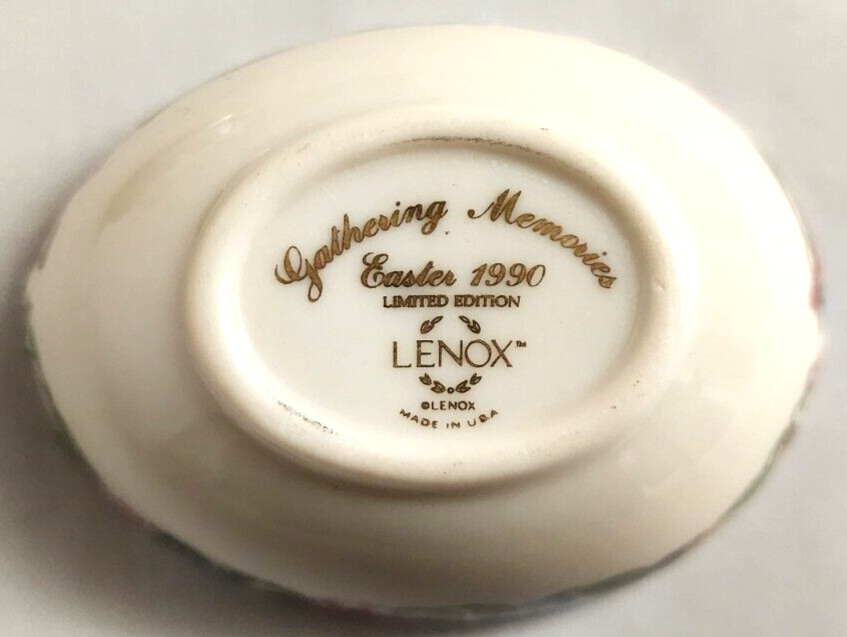 Gathering Memories
Easter 1990
LIMITED EDITION
LENOX™
©LENOX
MADE IN USA